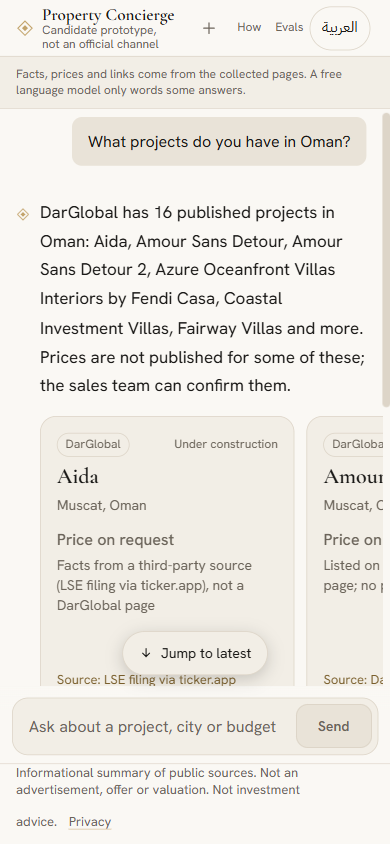 Property Concierge
Candidate prototype,
not an official channel
How
Evals
العربية
Facts, prices and links come from the collected pages. A free
language model only words some answers.
What projects do you have in Oman?
DarGlobal has 16 published projects in
Oman: Aida, Amour Sans Detour, Amour
Sans Detour 2, Azure Oceanfront Villas
Interiors by Fendi Casa, Coastal
Investment Villas, Fairway Villas and more.
Prices are not published for some of these;
the sales team can confirm them.
DarGlobal
Under construction
Aida
Muscat, Oman
Price on request
Facts from a third-party source
(LSE filing via ticker.app), not a
DarGlobal page
Source: LSE filing via ticker.app
DarGloba
Amour
Muscat, O
Price on
Listed on
page; no p
Source: Da
↓ Jump to latest
Ask about a project, city or budget
Send
Informational summary of public sources. Not an
advertisement, offer or valuation. Not investment
advice. Privacy